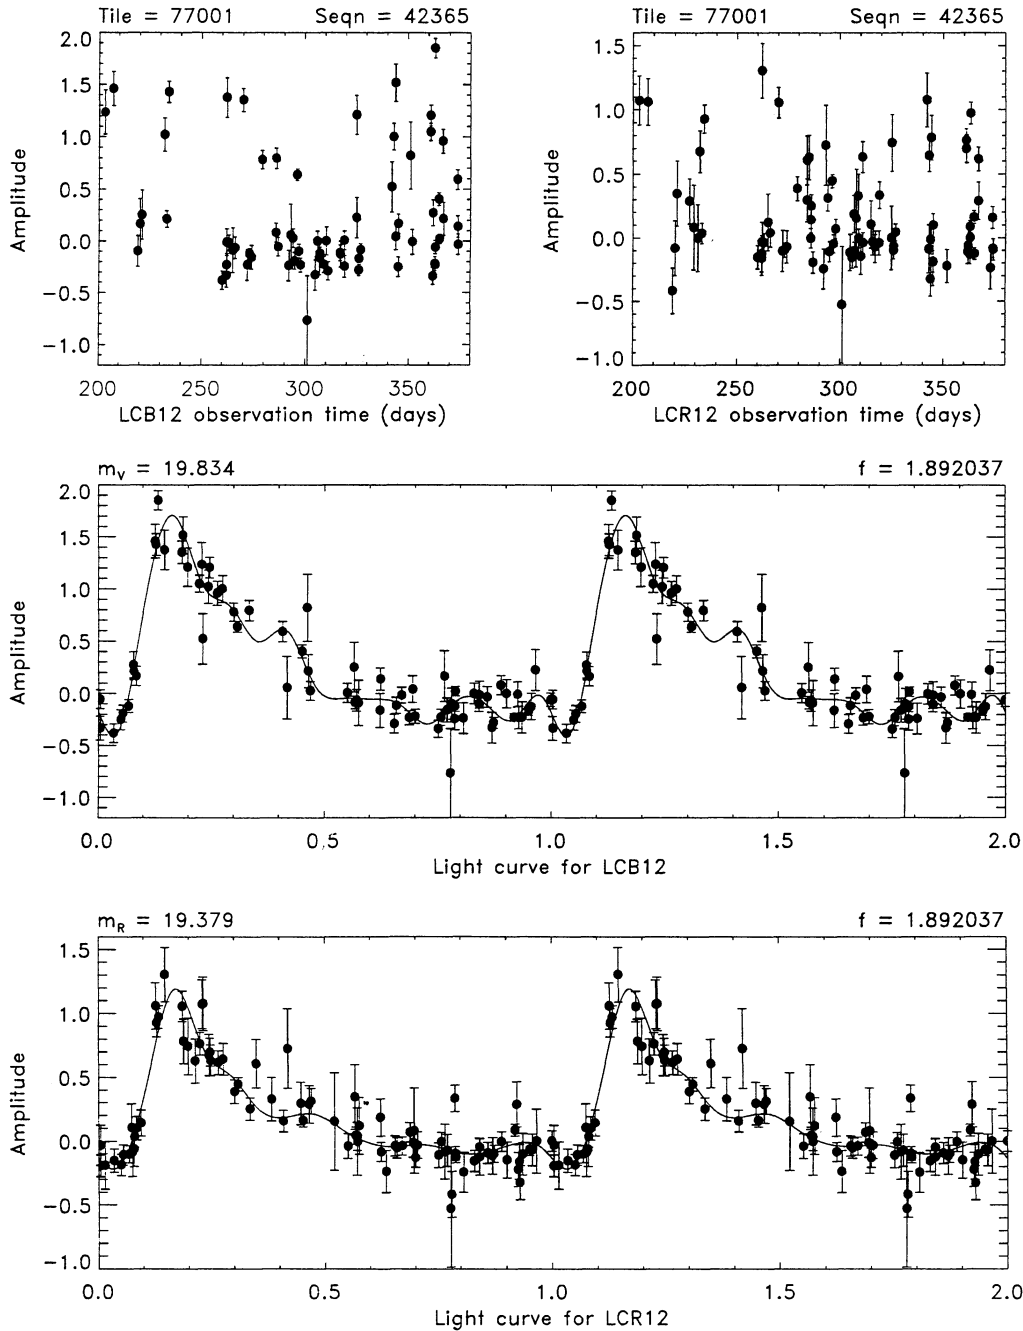 Tile = 77001 Seqn = 42365
2.0
1.5
1.0
0.5
0.0
−0.5
−1.0
Amplitude
200 250 300 350
LCB12 observation time (days)
Tile = 77001 Seqn = 42365
1.5
1.0
0.5
0.0
−0.5
−1.0
Amplitude
200 250 300 350
LCR12 observation time (days)
m_V = 19.834 f = 1.892037
2.0
1.5
1.0
0.5
0.0
−0.5
−1.0
Amplitude
0.0 0.5 1.0 1.5 2.0
Light curve for LCB12
m_R = 19.379 f = 1.892037
1.5
1.0
0.5
0.0
−0.5
−1.0
Amplitude
0.0 0.5 1.0 1.5 2.0
Light curve for LCR12